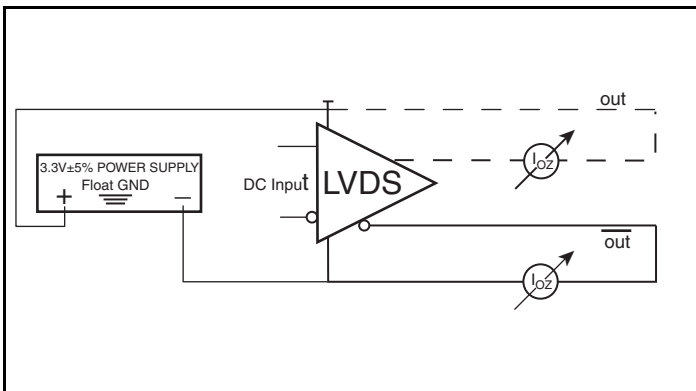 out
3.3V±5% POWER SUPPLY
Float GND
+ −
DC Input
LVDS
IOZ
out
IOZ